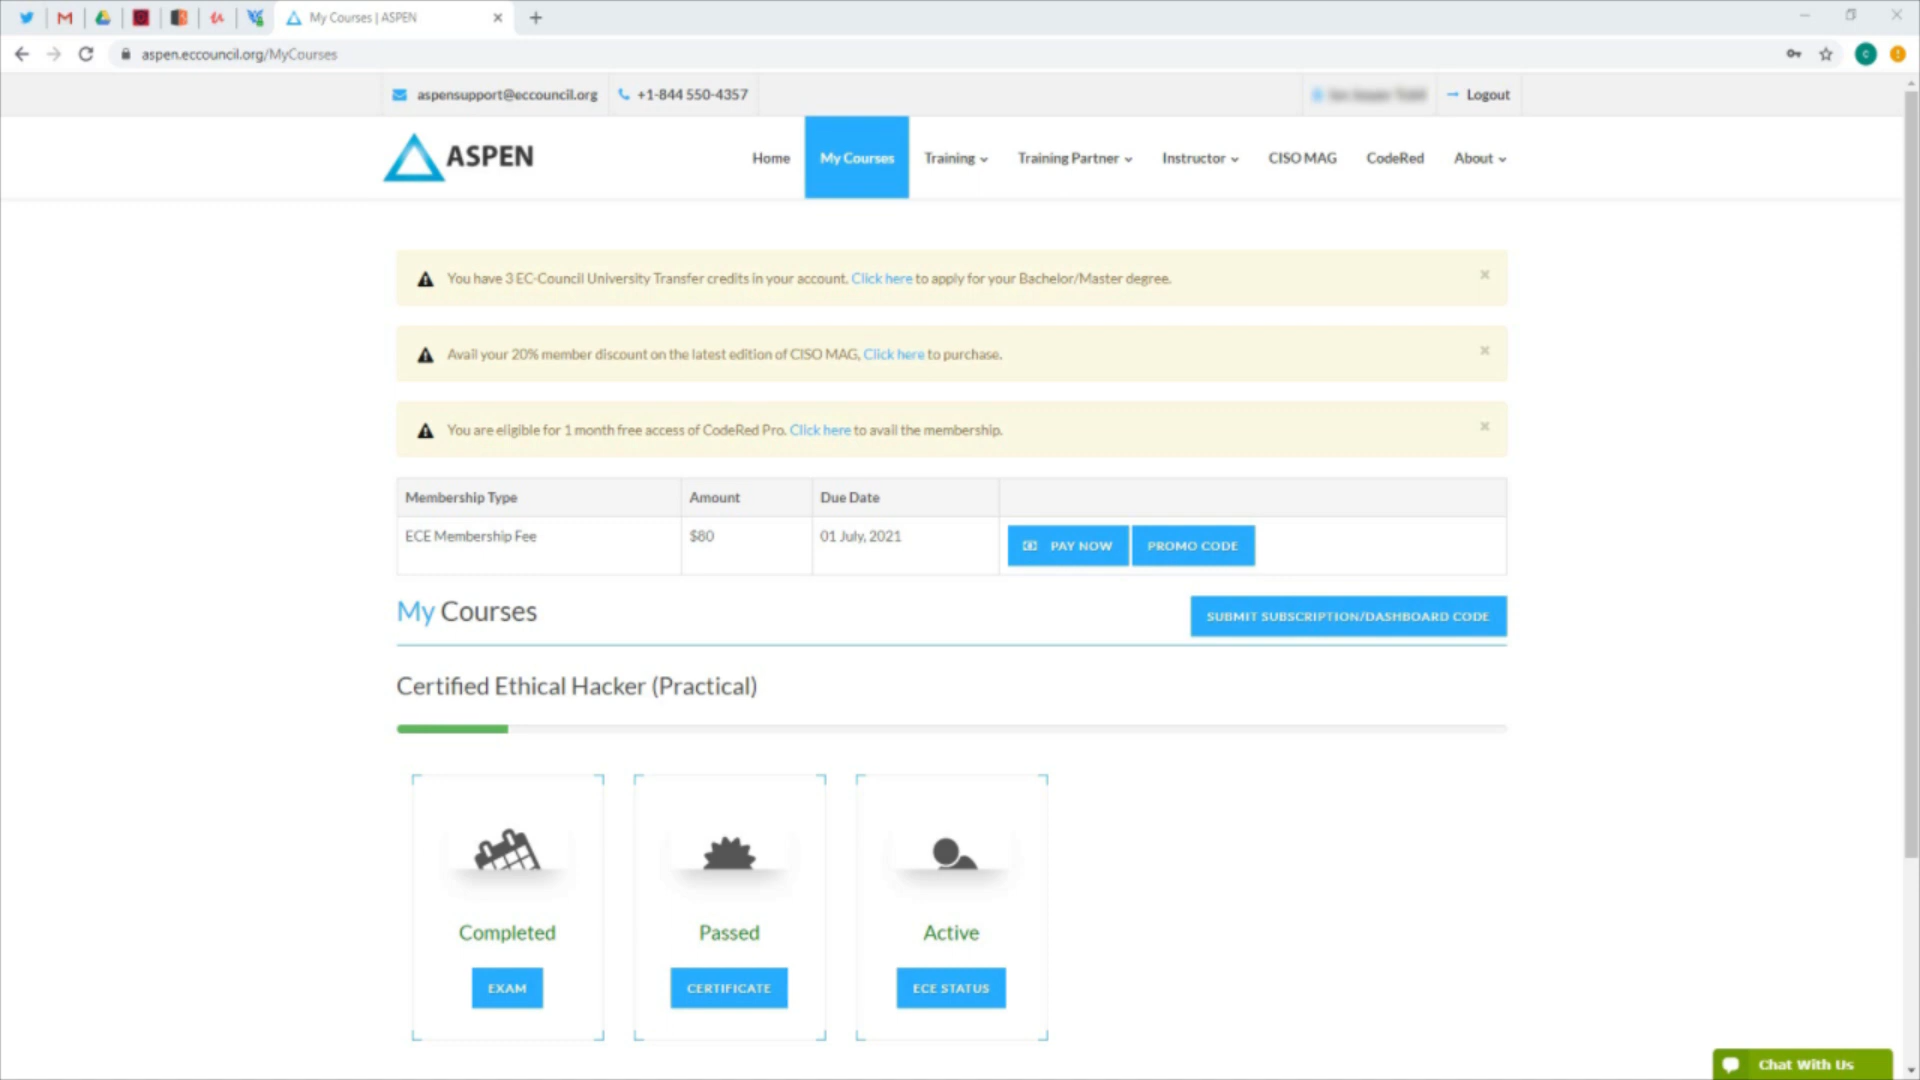 My Courses | ASPEN
aspen.eccouncil.org/MyCourses
aspensupport@eccouncil.org +1-844 550-4357
Logout
ASPEN
Home My Courses Training Training Partner Instructor CISO MAG CodeRed About
You have 3 EC-Council University Transfer credits in your account. Click here to apply for your Bachelor/Master degree.
Avail your 20% member discount on the latest edition of CISO MAG, Click here to purchase.
You are eligible for 1 month free access of CodeRed Pro. Click here to avail the membership.
Membership Type Amount Due Date
ECE Membership Fee $80 01 July, 2021 PAY NOW PROMO CODE
My Courses SUBMIT SUBSCRIPTION/DASHBOARD CODE
Certified Ethical Hacker (Practical)
Completed Passed Active
EXAM CERTIFICATE ECE STATUS
Chat With Us